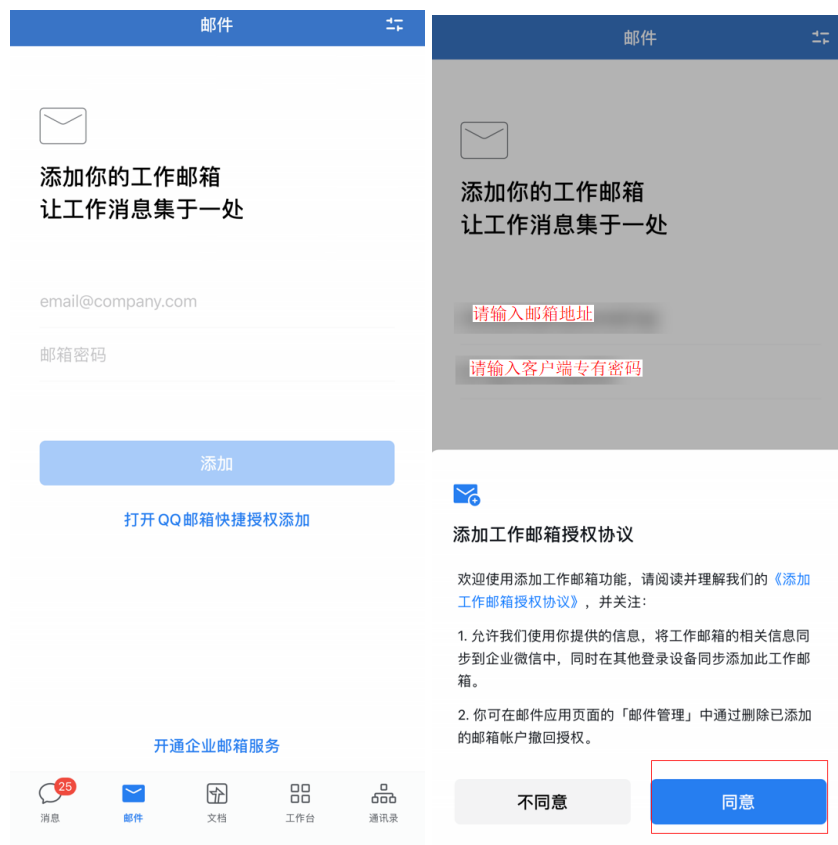 邮件
添加你的工作邮箱
让工作消息集于一处
email@company.com
邮箱密码
添加
打开QQ邮箱快捷授权添加
开通企业邮箱服务
25
消息
邮件
文档
工作台
通讯录
邮件
添加你的工作邮箱
让工作消息集于一处
请输入邮箱地址
请输入客户端专有密码
添加工作邮箱授权协议
欢迎使用添加工作邮箱功能，请阅读并理解我们的《添加
工作邮箱授权协议》，并关注：
1. 允许我们使用你提供的信息，将工作邮箱的相关信息同
步到企业微信中，同时在其他登录设备同步添加此工作邮
箱。
2. 你可在邮件应用页面的「邮件管理」中通过删除已添加
的邮箱帐户撤回授权。
不同意
同意